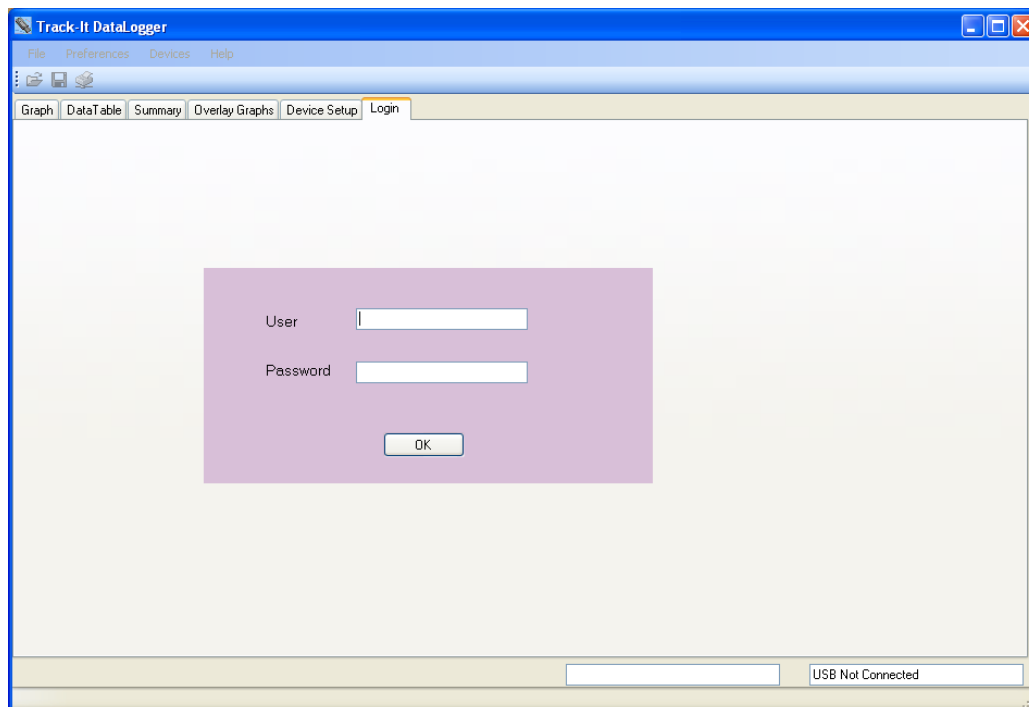 Track-It DataLogger
File Preferences Devices Help
Graph DataTable Summary Overlay Graphs Device Setup Login
User
Password
OK
USB Not Connected